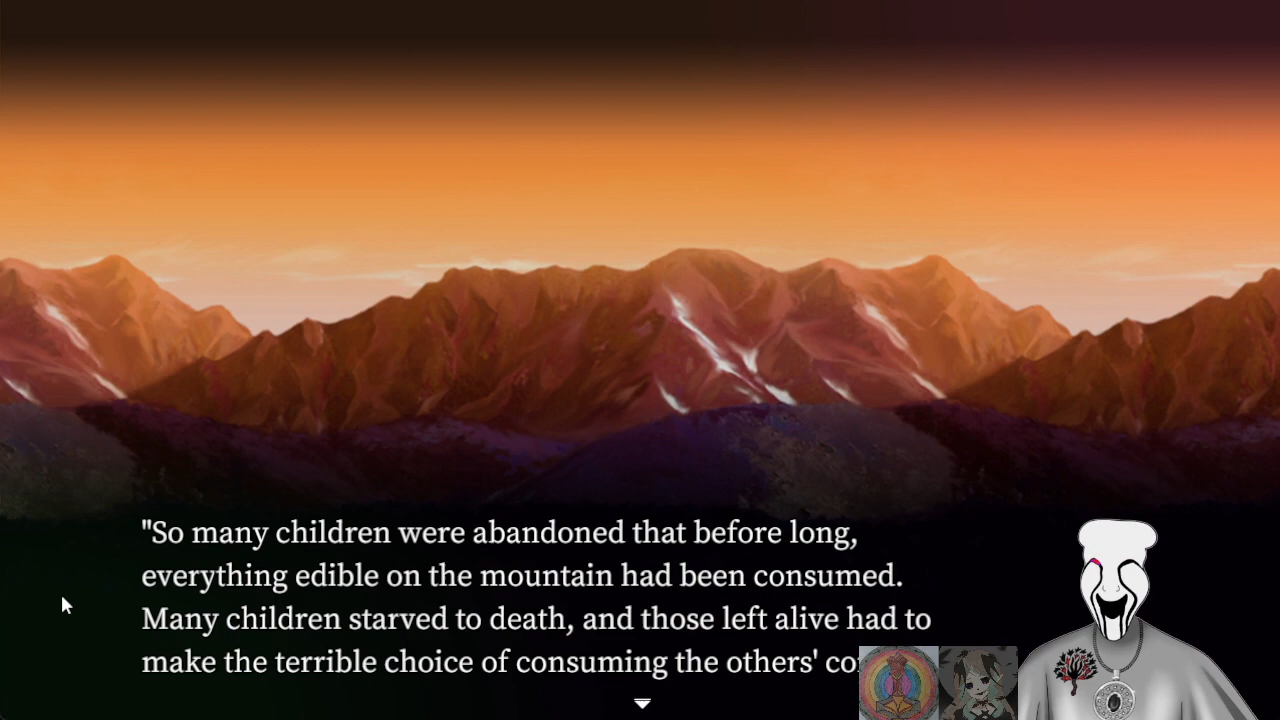 "So many children were abandoned that before long,
everything edible on the mountain had been consumed.
Many children starved to death, and those left alive had to
make the terrible choice of consuming the others'